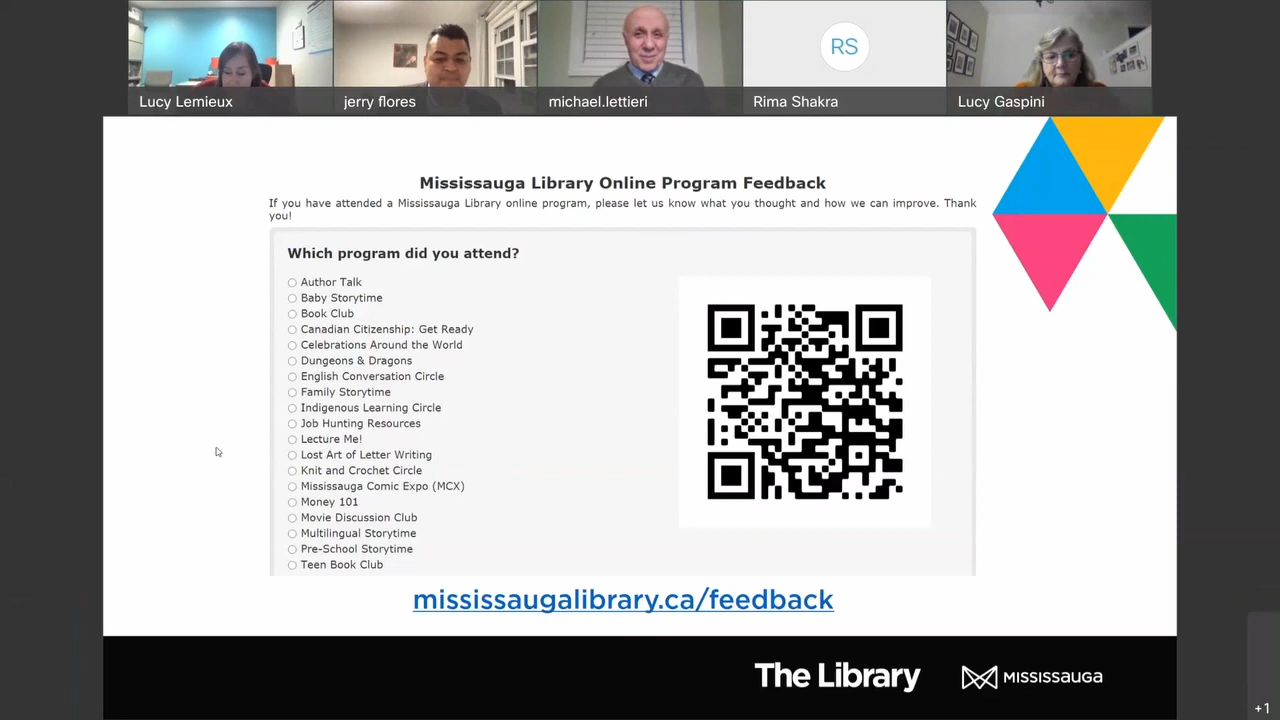 Lucy Lemieux
jerry flores
michael.lettieri
RS
Rima Shakra
Lucy Gaspini
Mississauga Library Online Program Feedback
If you have attended a Mississauga Library online program, please let us know what you thought and how we can improve. Thank
you!
Which program did you attend?
Author Talk
Baby Storytime
Book Club
Canadian Citizenship: Get Ready
Celebrations Around the World
Dungeons & Dragons
English Conversation Circle
Family Storytime
Indigenous Learning Circle
Job Hunting Resources
Lecture Me!
Lost Art of Letter Writing
Knit and Crochet Circle
Mississauga Comic Expo (MCX)
Money 101
Movie Discussion Club
Multilingual Storytime
Pre-School Storytime
Teen Book Club
mississaugalibrary.ca/feedback
The Library
MISSISSAUGA
+1